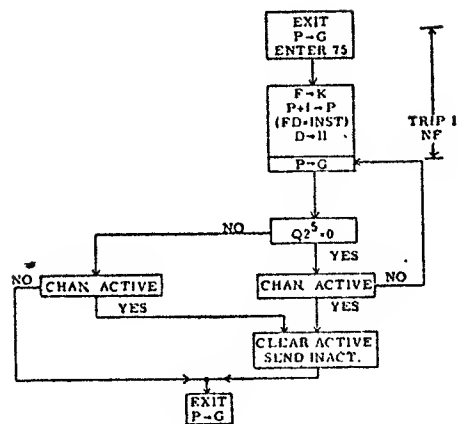 EXIT
P→G
ENTER 75
F→K
P+1→P
(FD=INST)
D→H
P→G
TRIP 1
NF
Q2⁵=0
NO
YES
NO
CHAN ACTIVE
CHAN ACTIVE
NO
YES
YES
CLEAR ACTIVE
SEND INACT.
EXIT
P→G